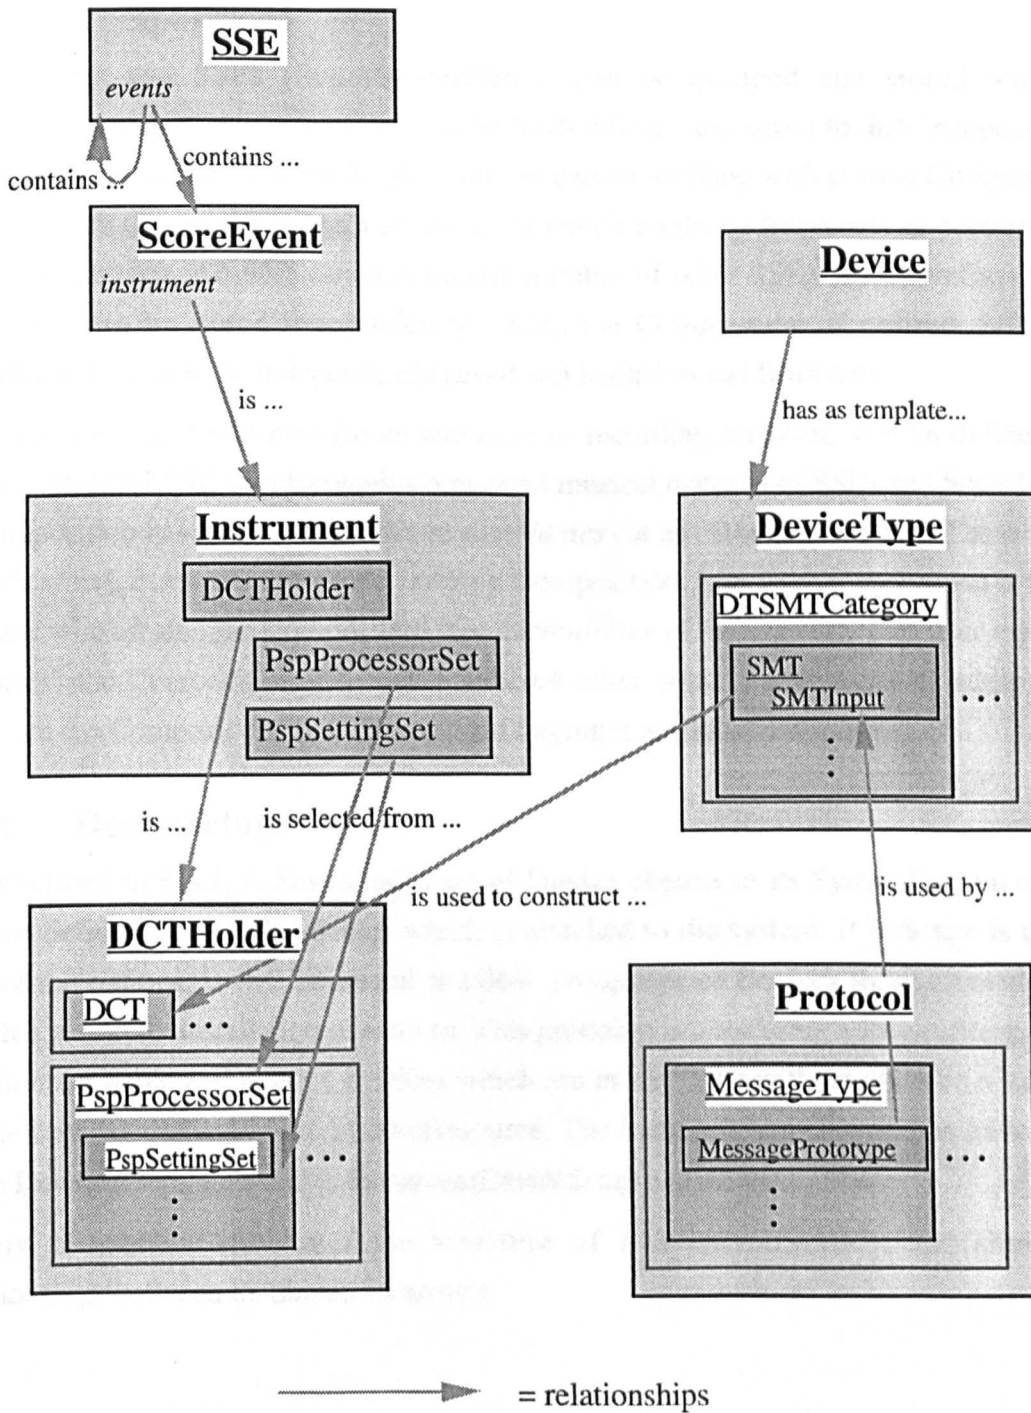 SSE
events
contains ...
contains ...
ScoreEvent
instrument
Device
is ...
has as template...
Instrument
DCTHolder
PspProcessorSet
PspSettingSet
DeviceType
DTSMTCategory
SMT
SMTInput
is ...
is selected from ...
is used to construct ...
is used by ...
DCTHolder
DCT
PspProcessorSet
PspSettingSet
Protocol
MessageType
MessagePrototype
= relationships